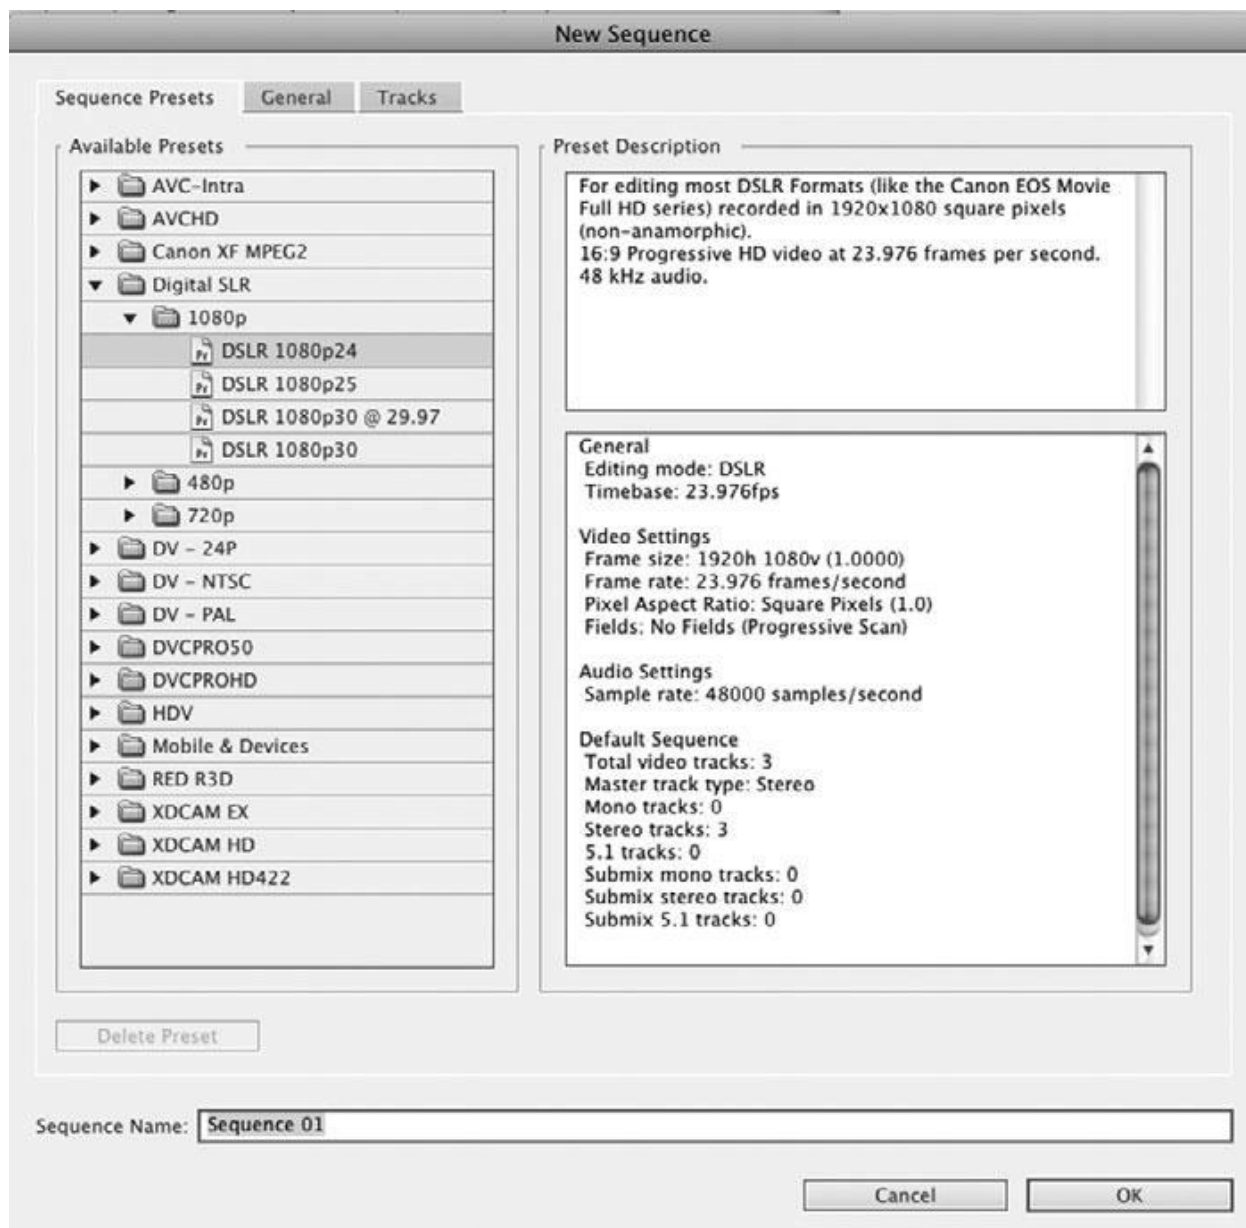 New Sequence
Sequence Presets
General
Tracks
Available Presets
AVC-Intra
AVCHD
Canon XF MPEG2
Digital SLR
1080p
DSLR 1080p24
DSLR 1080p25
DSLR 1080p30 @ 29.97
DSLR 1080p30
480p
720p
DV - 24P
DV - NTSC
DV - PAL
DVCPRO50
DVCPROHD
HDV
Mobile & Devices
RED R3D
XDCAM EX
XDCAM HD
XDCAM HD422
Preset Description
For editing most DSLR Formats (like the Canon EOS Movie
Full HD series) recorded in 1920x1080 square pixels
(non-anamorphic).
16:9 Progressive HD video at 23.976 frames per second.
48 kHz audio.
General
Editing mode: DSLR
Timebase: 23.976fps
Video Settings
Frame size: 1920h 1080v (1.0000)
Frame rate: 23.976 frames/second
Pixel Aspect Ratio: Square Pixels (1.0)
Fields: No Fields (Progressive Scan)
Audio Settings
Sample rate: 48000 samples/second
Default Sequence
Total video tracks: 3
Master track type: Stereo
Mono tracks: 0
Stereo tracks: 3
5.1 tracks: 0
Submix mono tracks: 0
Submix stereo tracks: 0
Submix 5.1 tracks: 0
Delete Preset
Sequence Name: Sequence 01
Cancel
OK